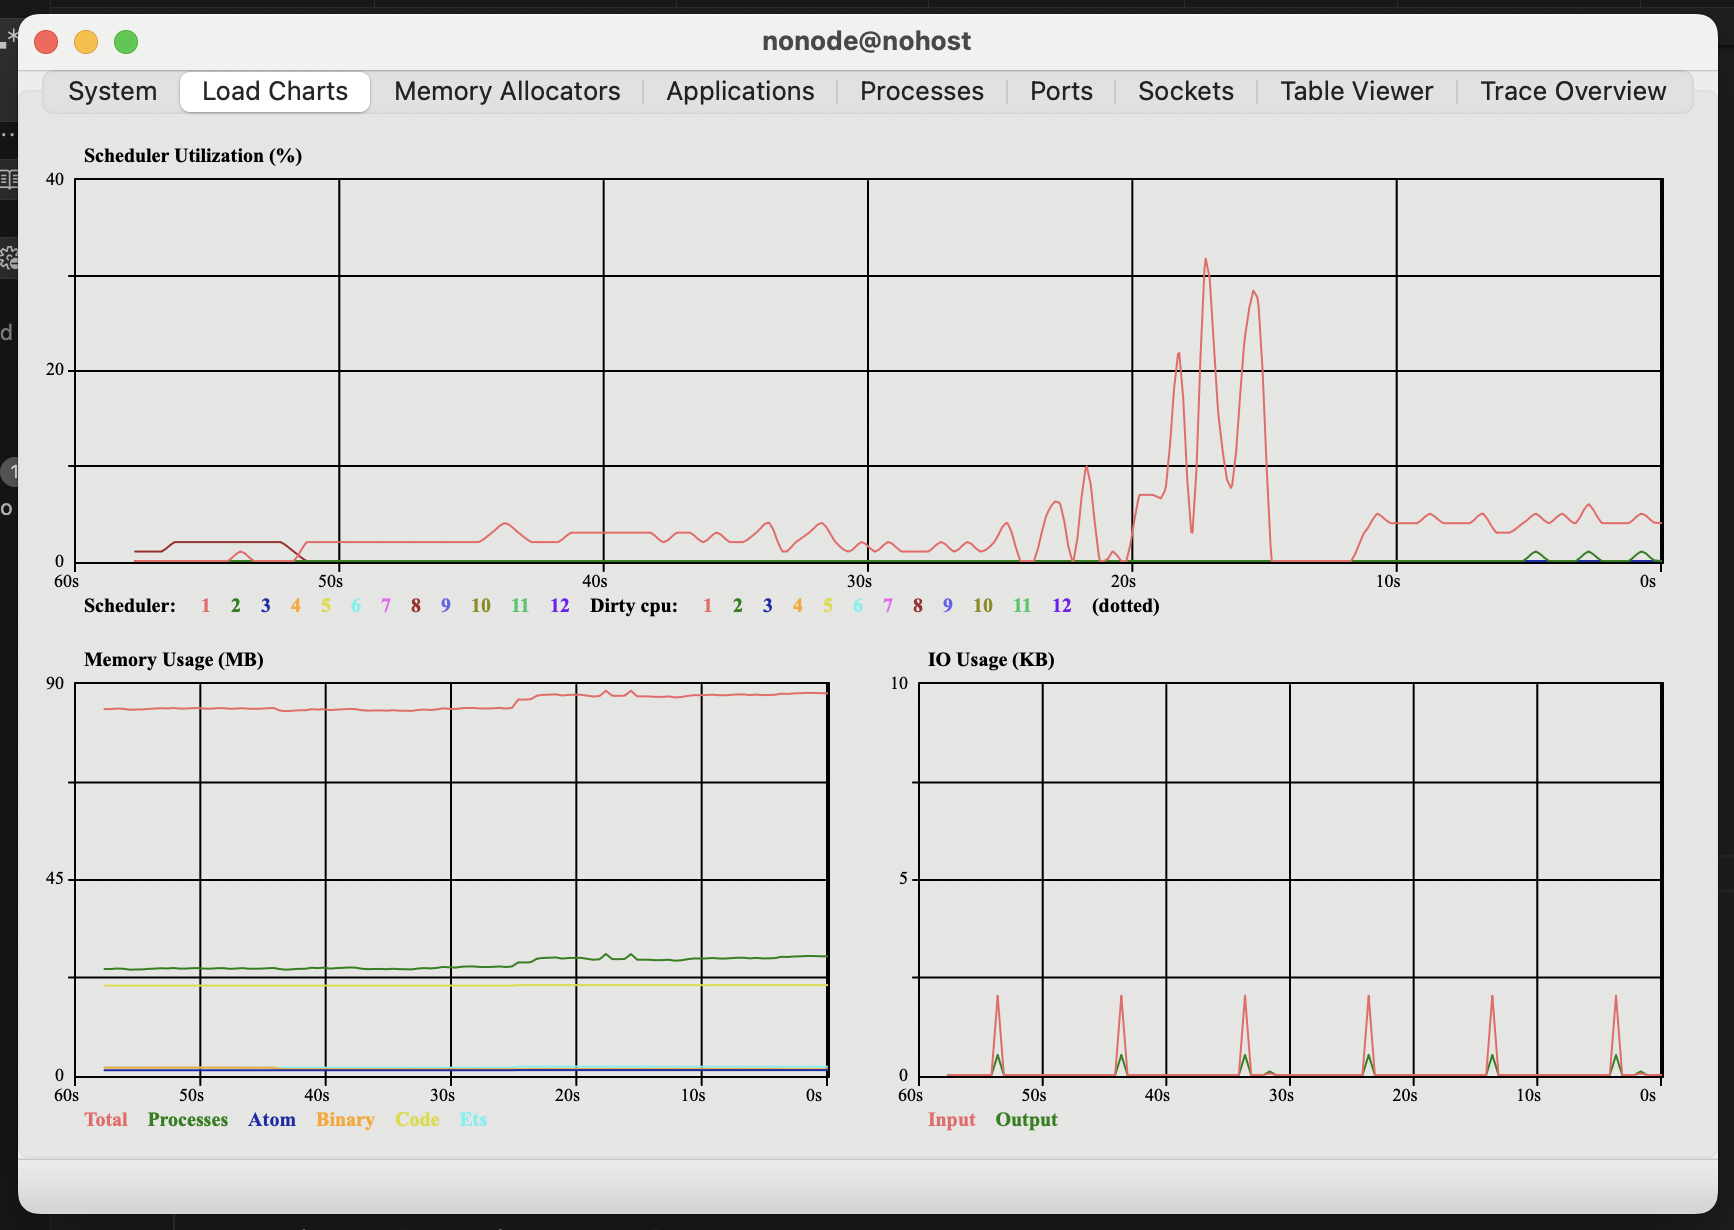 nonode@nohost
System Load Charts Memory Allocators Applications Processes Ports Sockets Table Viewer Trace Overview
Scheduler Utilization (%)
40
20
0
60s 50s 40s 30s 20s 10s 0s
Scheduler: 1 2 3 4 5 6 7 8 9 10 11 12 Dirty cpu: 1 2 3 4 5 6 7 8 9 10 11 12 (dotted)
Memory Usage (MB)
90
45
0
60s 50s 40s 30s 20s 10s 0s
Total Processes Atom Binary Code Ets
IO Usage (KB)
10
5
0
60s 50s 40s 30s 20s 10s 0s
Input Output
d
1
o